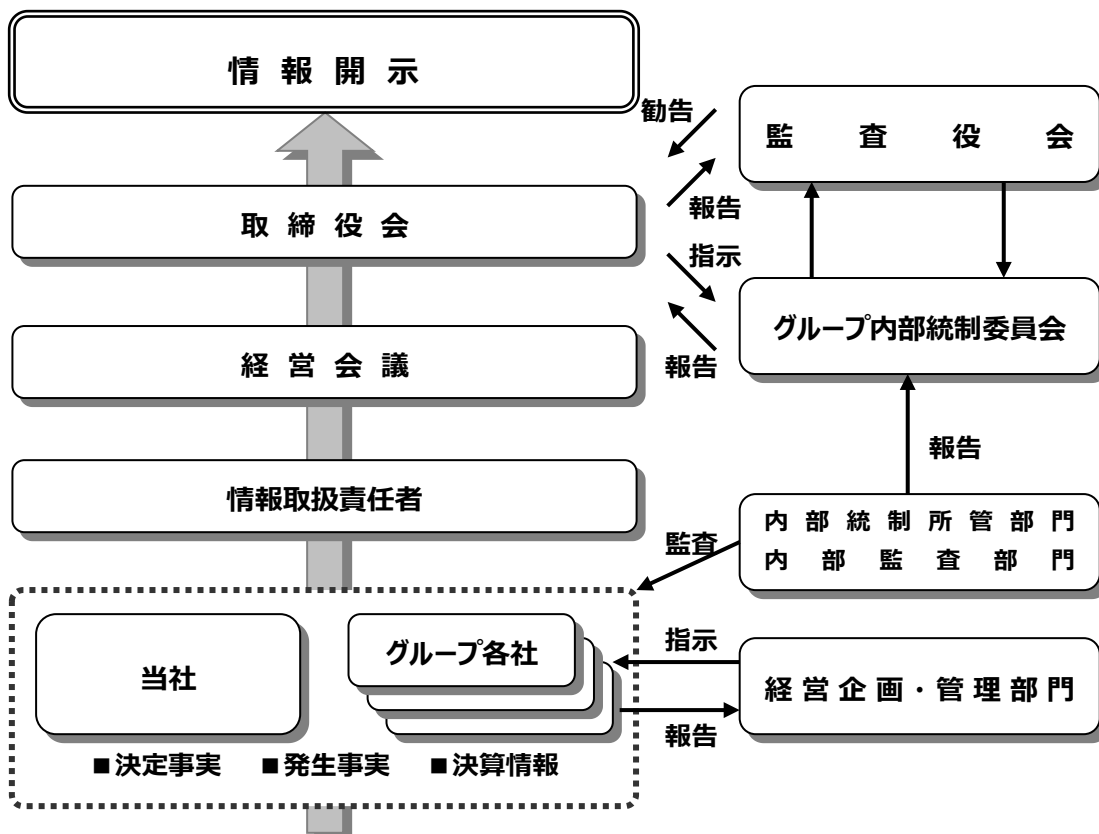 情報開示
勧告
監査役会
報告
取締役会
指示
グループ内部統制委員会
経営会議
報告
報告
情報取扱責任者
内部統制所管部門
内部監査部門
監査
当社
グループ各社
指示
経営企画・管理部門
報告
■決定事実 ■発生事実 ■決算情報